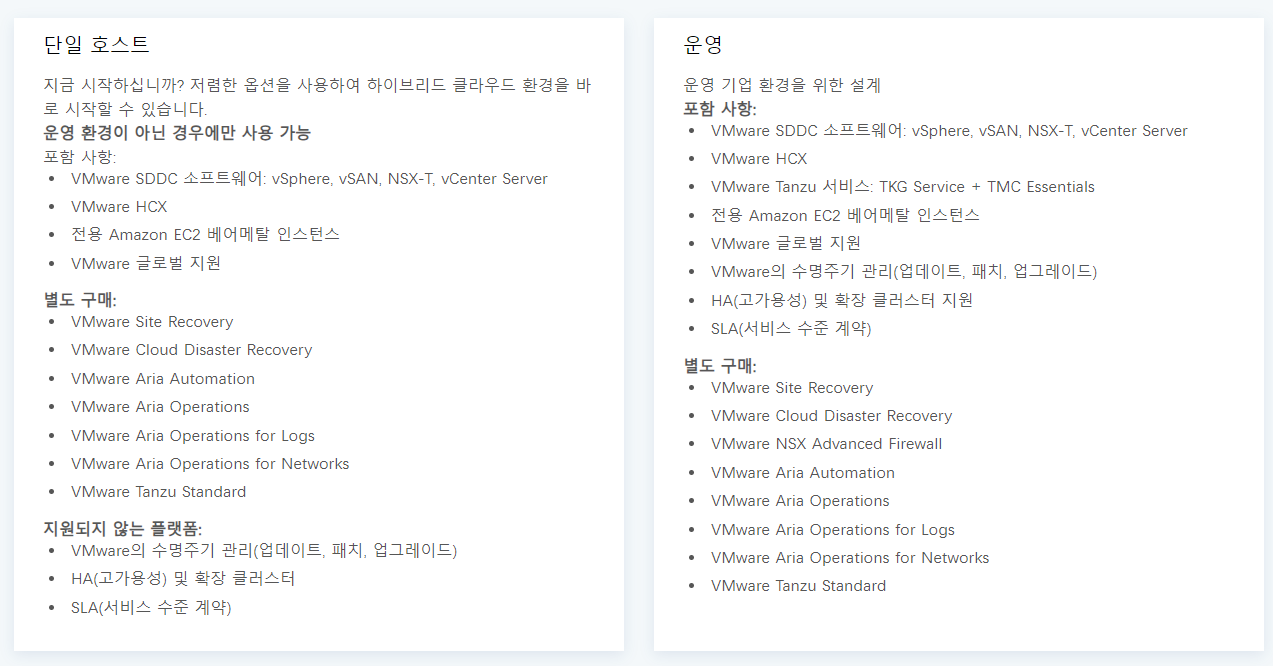 단일 호스트
지금 시작하십니까? 저렴한 옵션을 사용하여 하이브리드 클라우드 환경을 바
로 시작할 수 있습니다.
운영 환경이 아닌 경우에만 사용 가능
포함 사항:
• VMware SDDC 소프트웨어: vSphere, vSAN, NSX-T, vCenter Server
• VMware HCX
• 전용 Amazon EC2 베어메탈 인스턴스
• VMware 글로벌 지원
별도 구매:
• VMware Site Recovery
• VMware Cloud Disaster Recovery
• VMware Aria Automation
• VMware Aria Operations
• VMware Aria Operations for Logs
• VMware Aria Operations for Networks
• VMware Tanzu Standard
지원되지 않는 플랫폼:
• VMware의 수명주기 관리(업데이트, 패치, 업그레이드)
• HA(고가용성) 및 확장 클러스터
• SLA(서비스 수준 계약)
운영
운영 기업 환경을 위한 설계
포함 사항:
• VMware SDDC 소프트웨어: vSphere, vSAN, NSX-T, vCenter Server
• VMware HCX
• VMware Tanzu 서비스: TKG Service + TMC Essentials
• 전용 Amazon EC2 베어메탈 인스턴스
• VMware 글로벌 지원
• VMware의 수명주기 관리(업데이트, 패치, 업그레이드)
• HA(고가용성) 및 확장 클러스터 지원
• SLA(서비스 수준 계약)
별도 구매:
• VMware Site Recovery
• VMware Cloud Disaster Recovery
• VMware NSX Advanced Firewall
• VMware Aria Automation
• VMware Aria Operations
• VMware Aria Operations for Logs
• VMware Aria Operations for Networks
• VMware Tanzu Standard